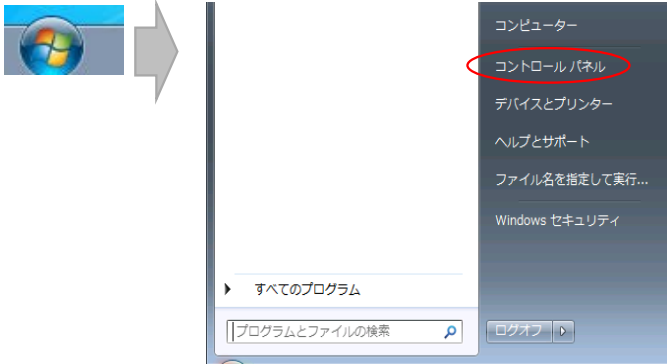 コンピューター
コントロール パネル
デバイスとプリンター
ヘルプとサポート
ファイル名を指定して実行...
Windows セキュリティ
すべてのプログラム
プログラムとファイルの検索
ログオフ